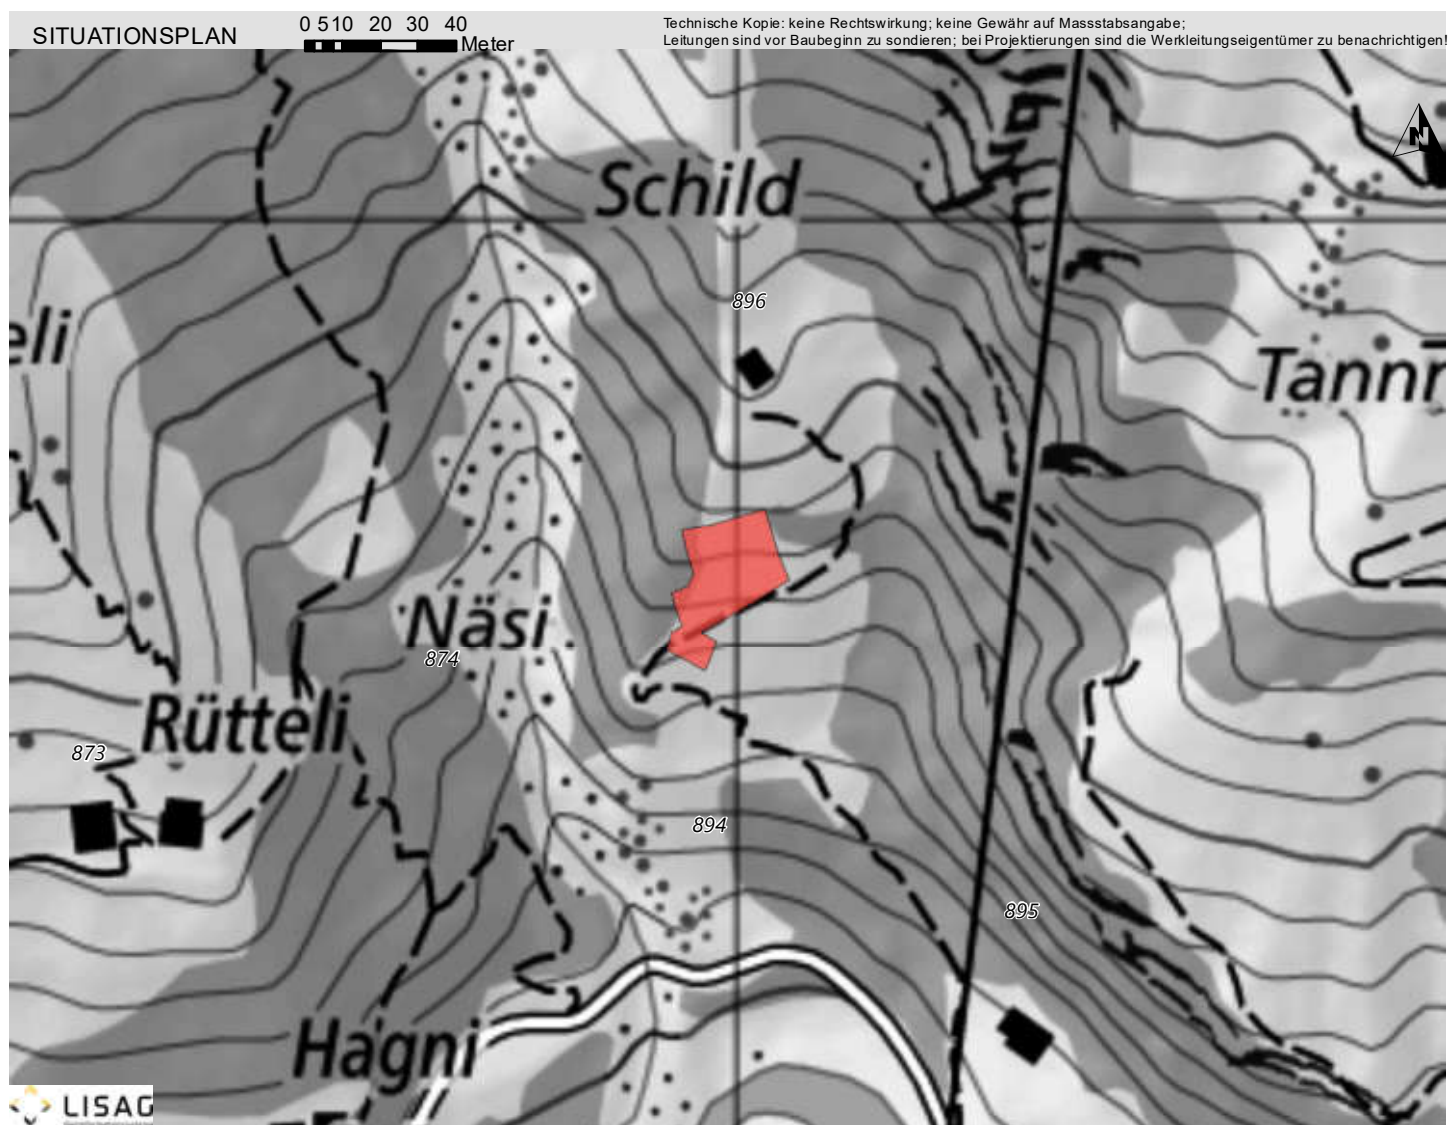 SITUATIONSPLAN
0 5 10 20 30 40
Meter
Technische Kopie: keine Rechtswirkung; keine Gewähr auf Massstabsangabe;
Leitungen sind vor Baubeginn zu sondieren; bei Projektierungen sind die Werkleitungseigentümer zu benachrichtigen!
N
Schild
896
eli
Tannr
Näsi
874
Rütteli
873
894
895
Hagni
LISAG